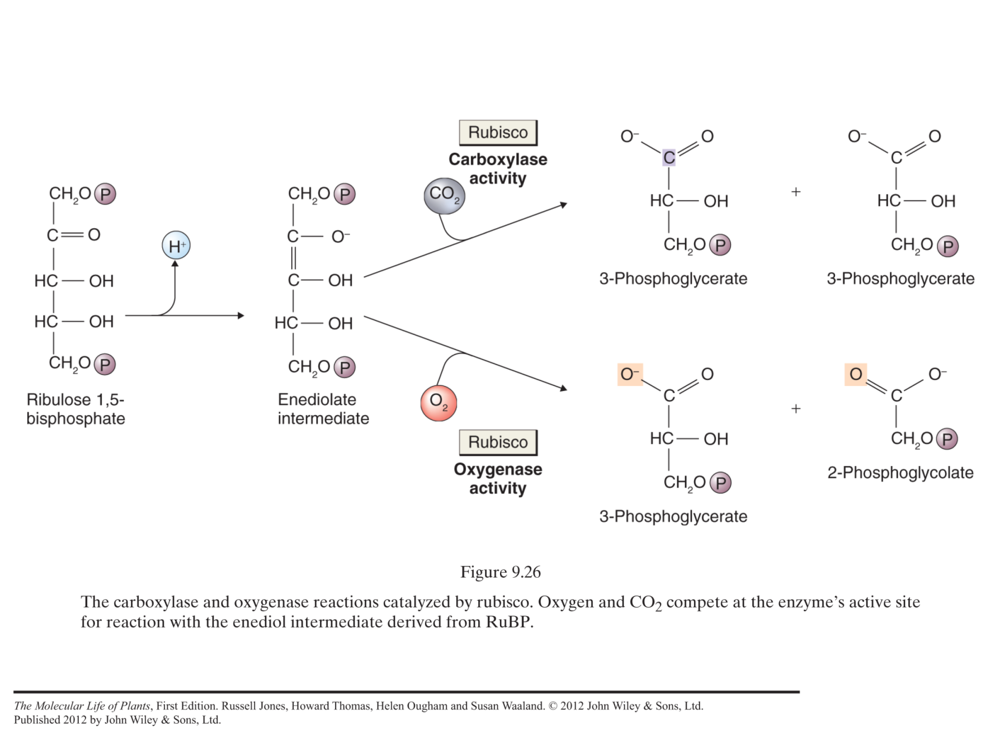 Rubisco
Carboxylase
activity
CO₂
CH₂O P
C=O
HC—OH
HC—OH
CH₂O P
Ribulose 1,5-
bisphosphate
H⁺
CH₂O P
C—O⁻
C—OH
HC—OH
CH₂O P
Enediolate
intermediate
O⁻ O
C
HC—OH
CH₂O P
3-Phosphoglycerate
+
O⁻ O
C
HC—OH
CH₂O P
3-Phosphoglycerate
O₂
Rubisco
Oxygenase
activity
O⁻ O
C
HC—OH
CH₂O P
3-Phosphoglycerate
+
O O⁻
C
CH₂O P
2-Phosphoglycolate
Figure 9.26
The carboxylase and oxygenase reactions catalyzed by rubisco. Oxygen and CO₂ compete at the enzyme’s active site
for reaction with the enediol intermediate derived from RuBP.
The Molecular Life of Plants, First Edition. Russell Jones, Howard Thomas, Helen Ougham and Susan Waaland. © 2012 John Wiley & Sons, Ltd.
Published 2012 by John Wiley & Sons, Ltd.